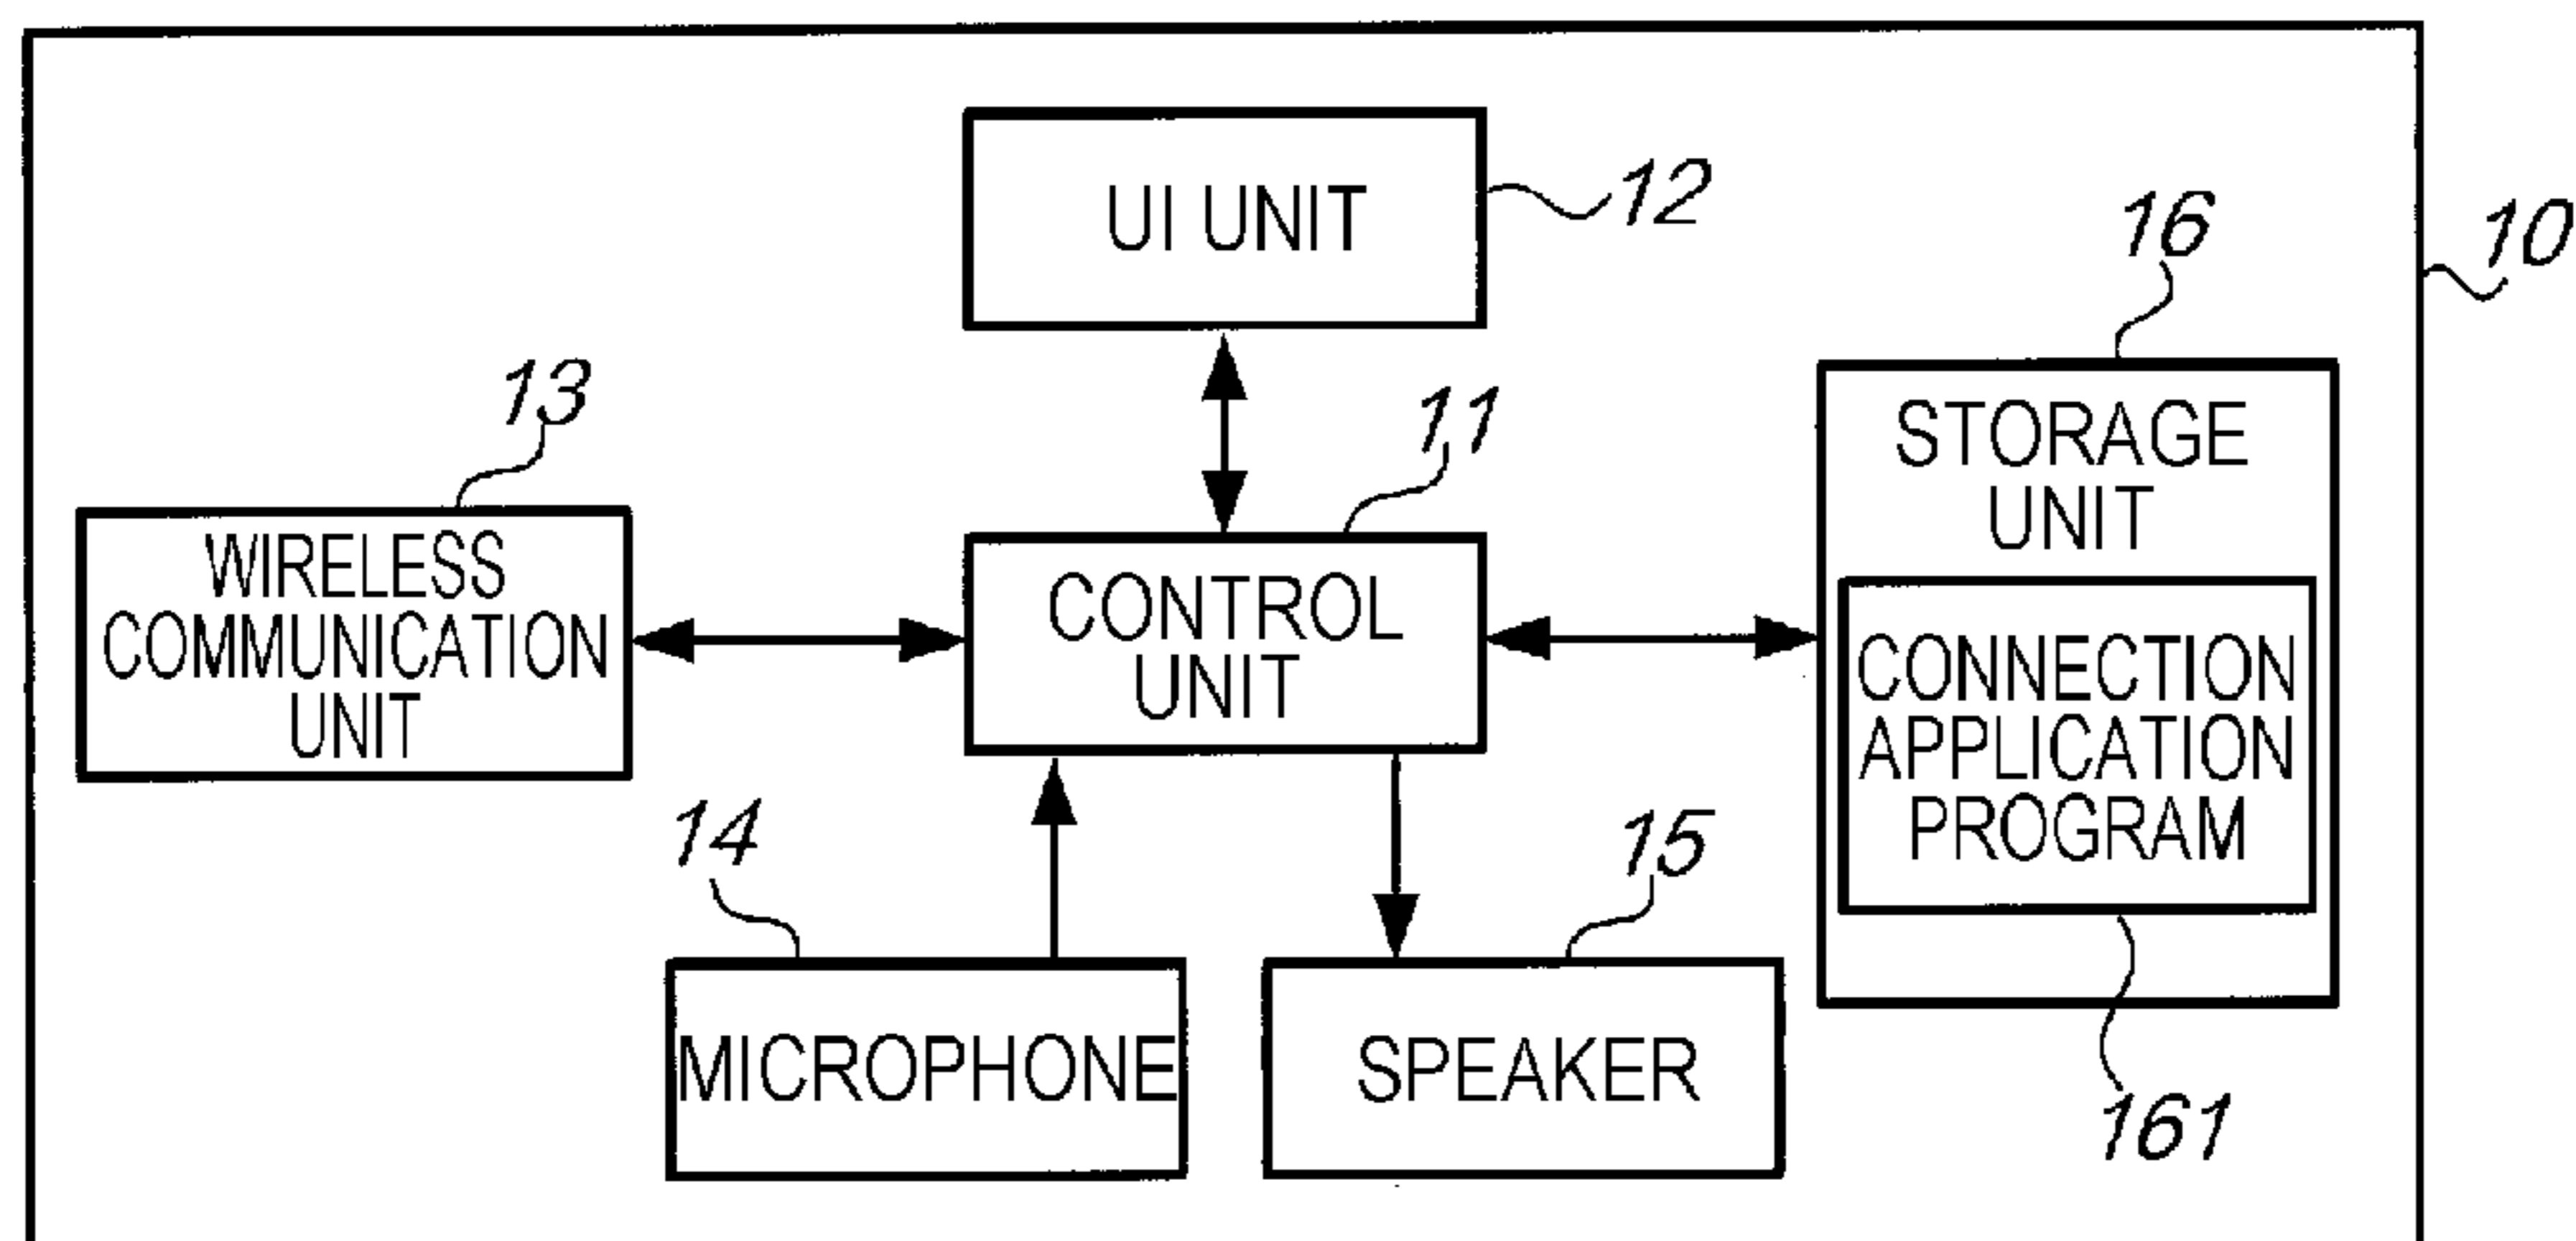 UI UNIT
12
16
10
13
11
STORAGE
UNIT
WIRELESS
COMMUNICATION
UNIT
CONTROL
UNIT
CONNECTION
APPLICATION
PROGRAM
14
15
MICROPHONE
SPEAKER
161